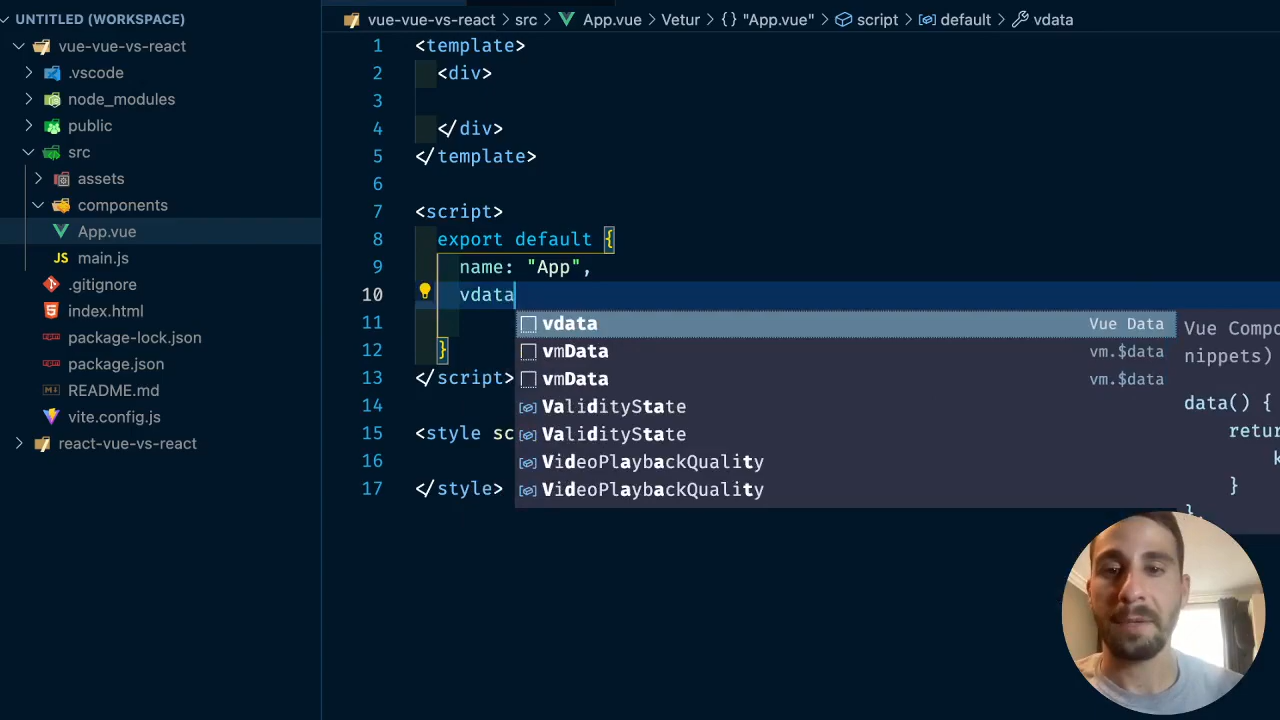 UNTITLED (WORKSPACE)
vue-vue-vs-react
.vscode
node_modules
public
src
assets
components
App.vue
main.js
.gitignore
index.html
package-lock.json
package.json
README.md
vite.config.js
react-vue-vs-react
vue-vue-vs-react › src › App.vue › Vetur › {} "App.vue" › script › default › vdata
1 <template>
2 <div>
3
4 </div>
5 </template>
6
7 <script>
8 export default {
9 name: "App",
10 vdata
11
12 }
13 </script>
14
15 <style sc
16
17 </style>
vdata Vue Data
vmData vm.$data
vmData vm.$data
ValidityState
ValidityState
VideoPlaybackQuality
VideoPlaybackQuality
Vue Compo
nippets)
data() {
retur
k
}
},